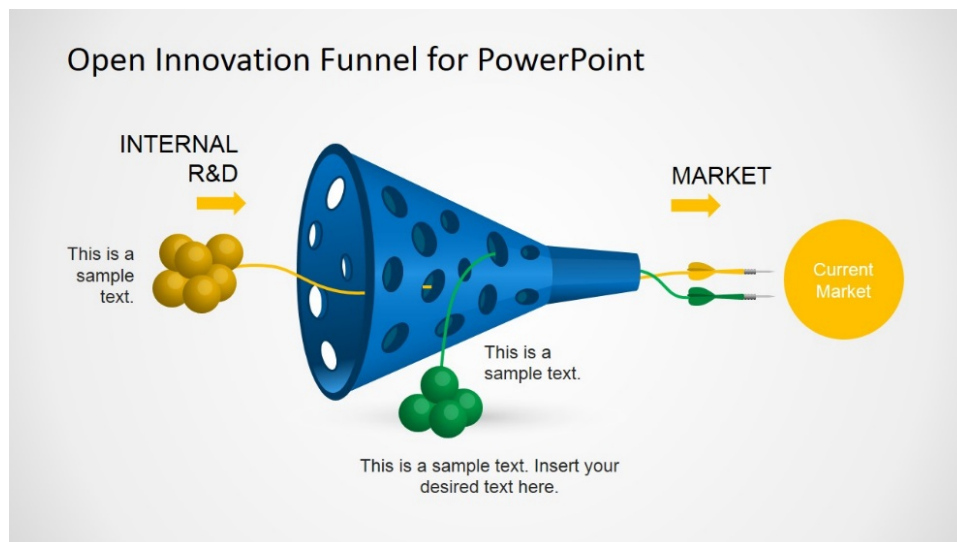 Open Innovation Funnel for PowerPoint
INTERNAL
R&D
MARKET
This is a
sample
text.
Current
Market
This is a
sample text.
This is a sample text. Insert your
desired text here.